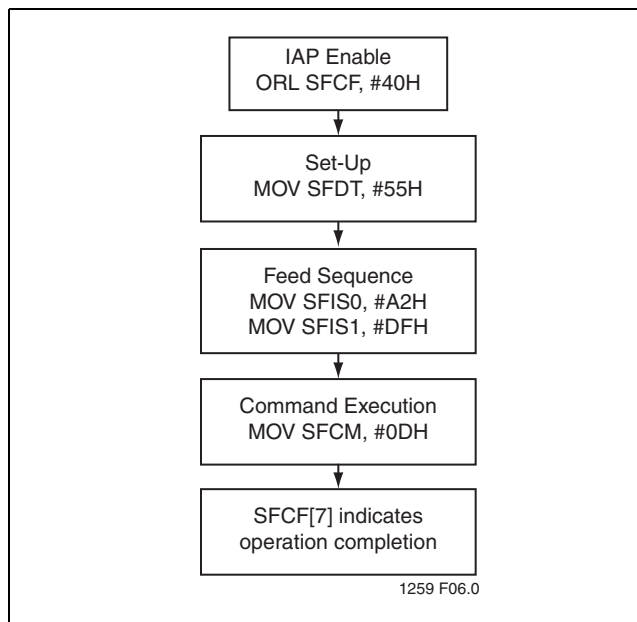 IAP Enable
ORL SFCF, #40H
Set-Up
MOV SFDT, #55H
Feed Sequence
MOV SFIS0, #A2H
MOV SFIS1, #DFH
Command Execution
MOV SFCM, #0DH
SFCF[7] indicates
operation completion
1259 F06.0